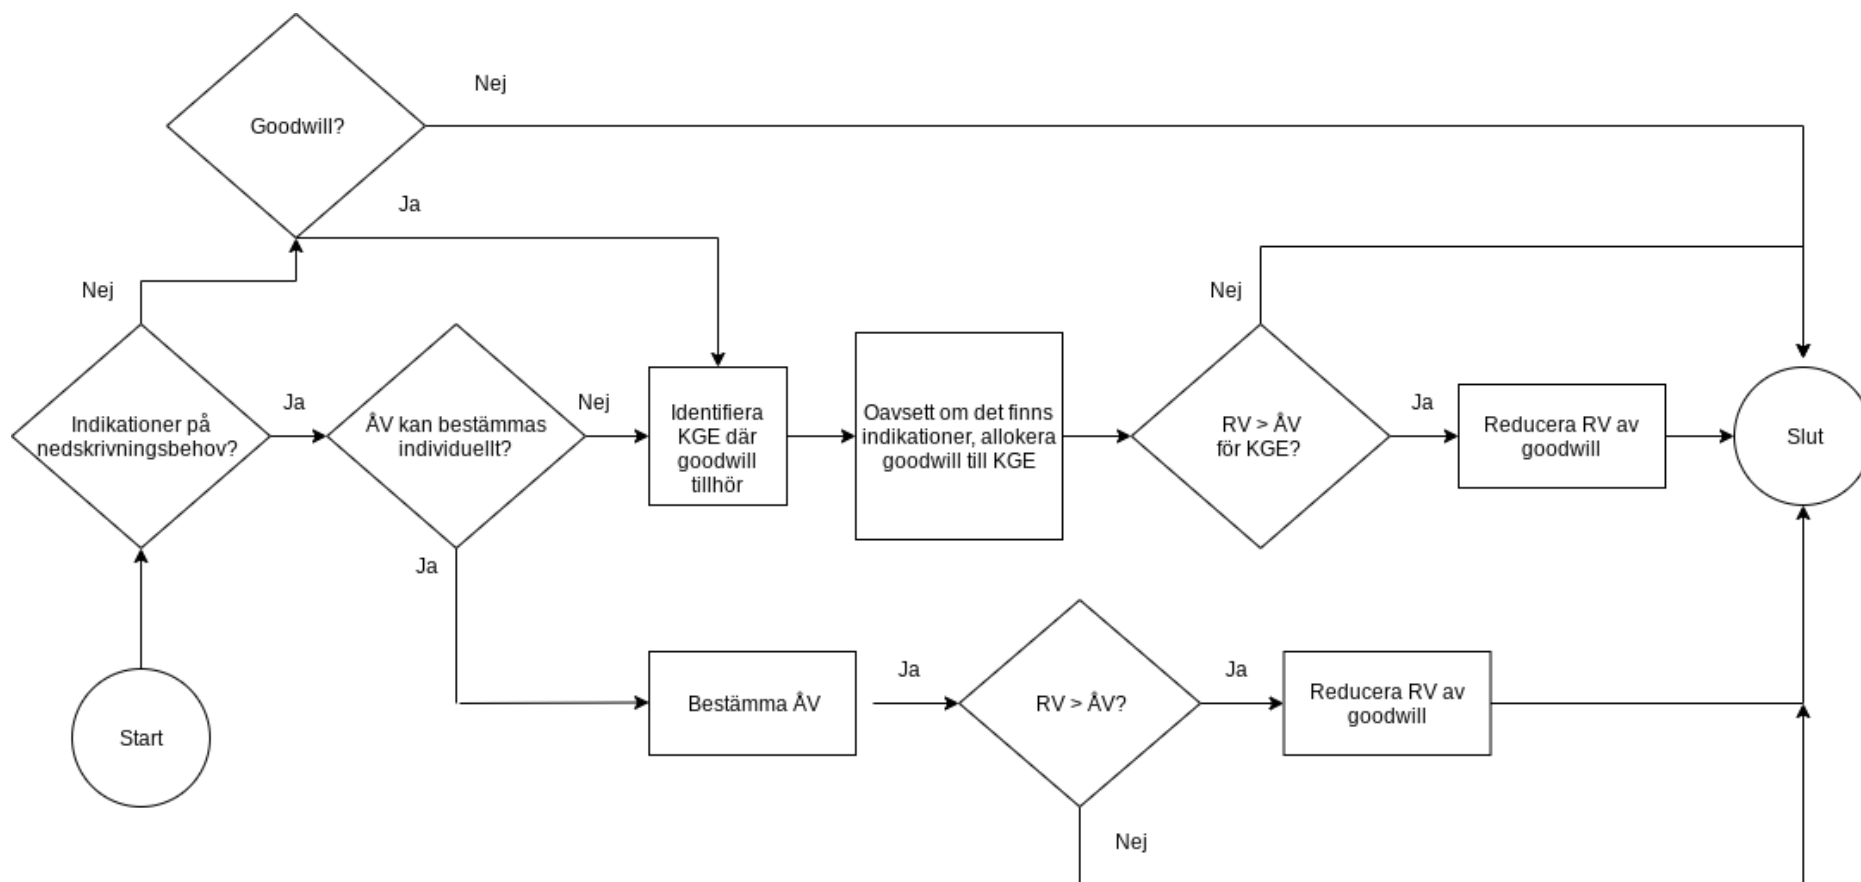 Nej
Goodwill?
Ja
Nej
Nej
Indikationer på
nedskrivningsbehov?
Ja
ÅV kan bestämmas
individuellt?
Nej
Identifiera
KGE där
goodwill
tillhör
Oavsett om det finns
indikationer, allokera
goodwill till KGE
RV > ÅV
för KGE?
Ja
Reducera RV av
goodwill
Slut
Ja
Start
Bestämma ÅV
Ja
RV > ÅV?
Ja
Reducera RV av
goodwill
Nej